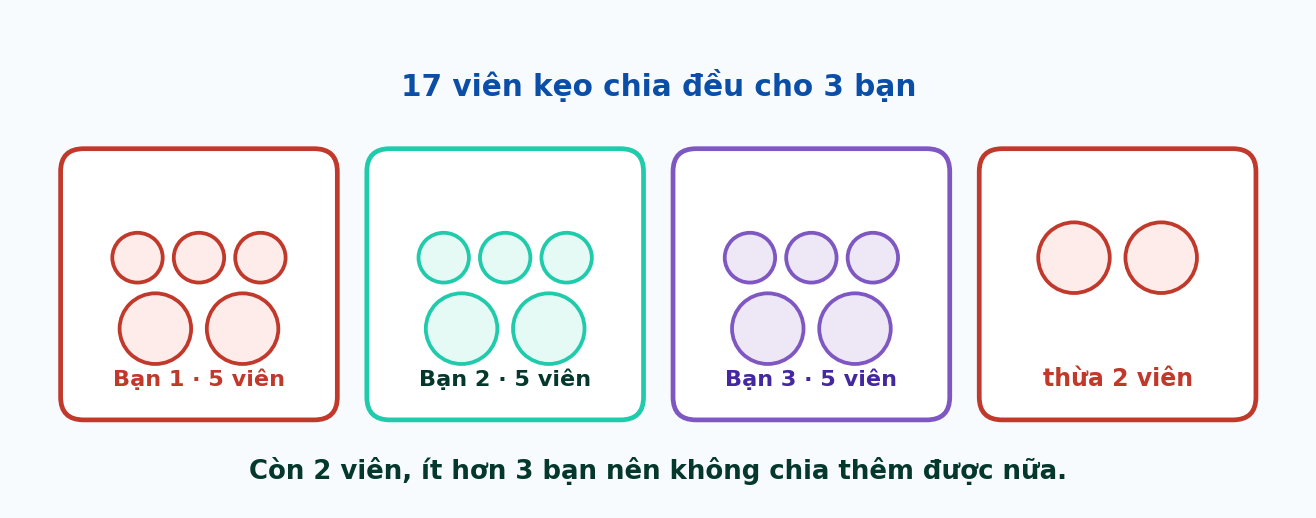 17 viên kẹo chia đều cho 3 bạn
Bạn 1 · 5 viên
Bạn 2 · 5 viên
Bạn 3 · 5 viên
thừa 2 viên
Còn 2 viên, ít hơn 3 bạn nên không chia thêm được nữa.